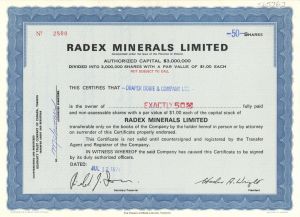 -50- SHARES
Nº 2500
RADEX MINERALS LIMITED
AUTHORIZED CAPITAL $3,000,000
DIVIDED INTO 3,000,000 SHARES WITH A PAR VALUE OF $1.00 EACH
NOT SUBJECT TO CALL
THIS CERTIFIES THAT -DRAPER DOBIE & COMPANY LTD.-
is the owner of EXACTLY 50 fully paid
and non-assessable shares with a par value of $1.00 each of the capital stock of
RADEX MINERALS LIMITED
transferable only on the books of the Company by the holder hereof in person or by attorney
on surrender of this Certificate properly endorsed.
This Certificate is not valid until countersigned and registered by the Transfer
Agent and Registrar of the Company.
IN WITNESS WHEREOF the said Company has caused this Certificate to be signed
by its duly authorized officers.
DATED JUL